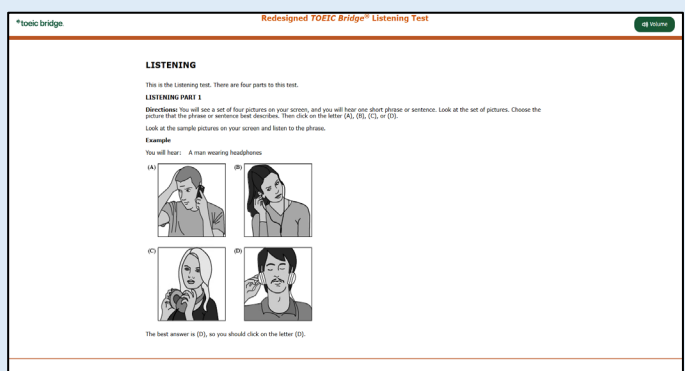 *toeic bridge.
Redesigned TOEIC Bridge® Listening Test
Volume
LISTENING
This is the Listening test. There are four parts to this test.
LISTENING PART 1
Directions: You will see a set of four pictures on your screen, and you will hear one short phrase or sentence. Look at the set of pictures. Choose the
picture that the phrase or sentence best describes. Then click on the letter (A), (B), (C), or (D).
Look at the sample pictures on your screen and listen to the phrase.
Example
You will hear: A man wearing headphones
(A)
(B)
(C)
(D)
The best answer is (D), so you should click on the letter (D).